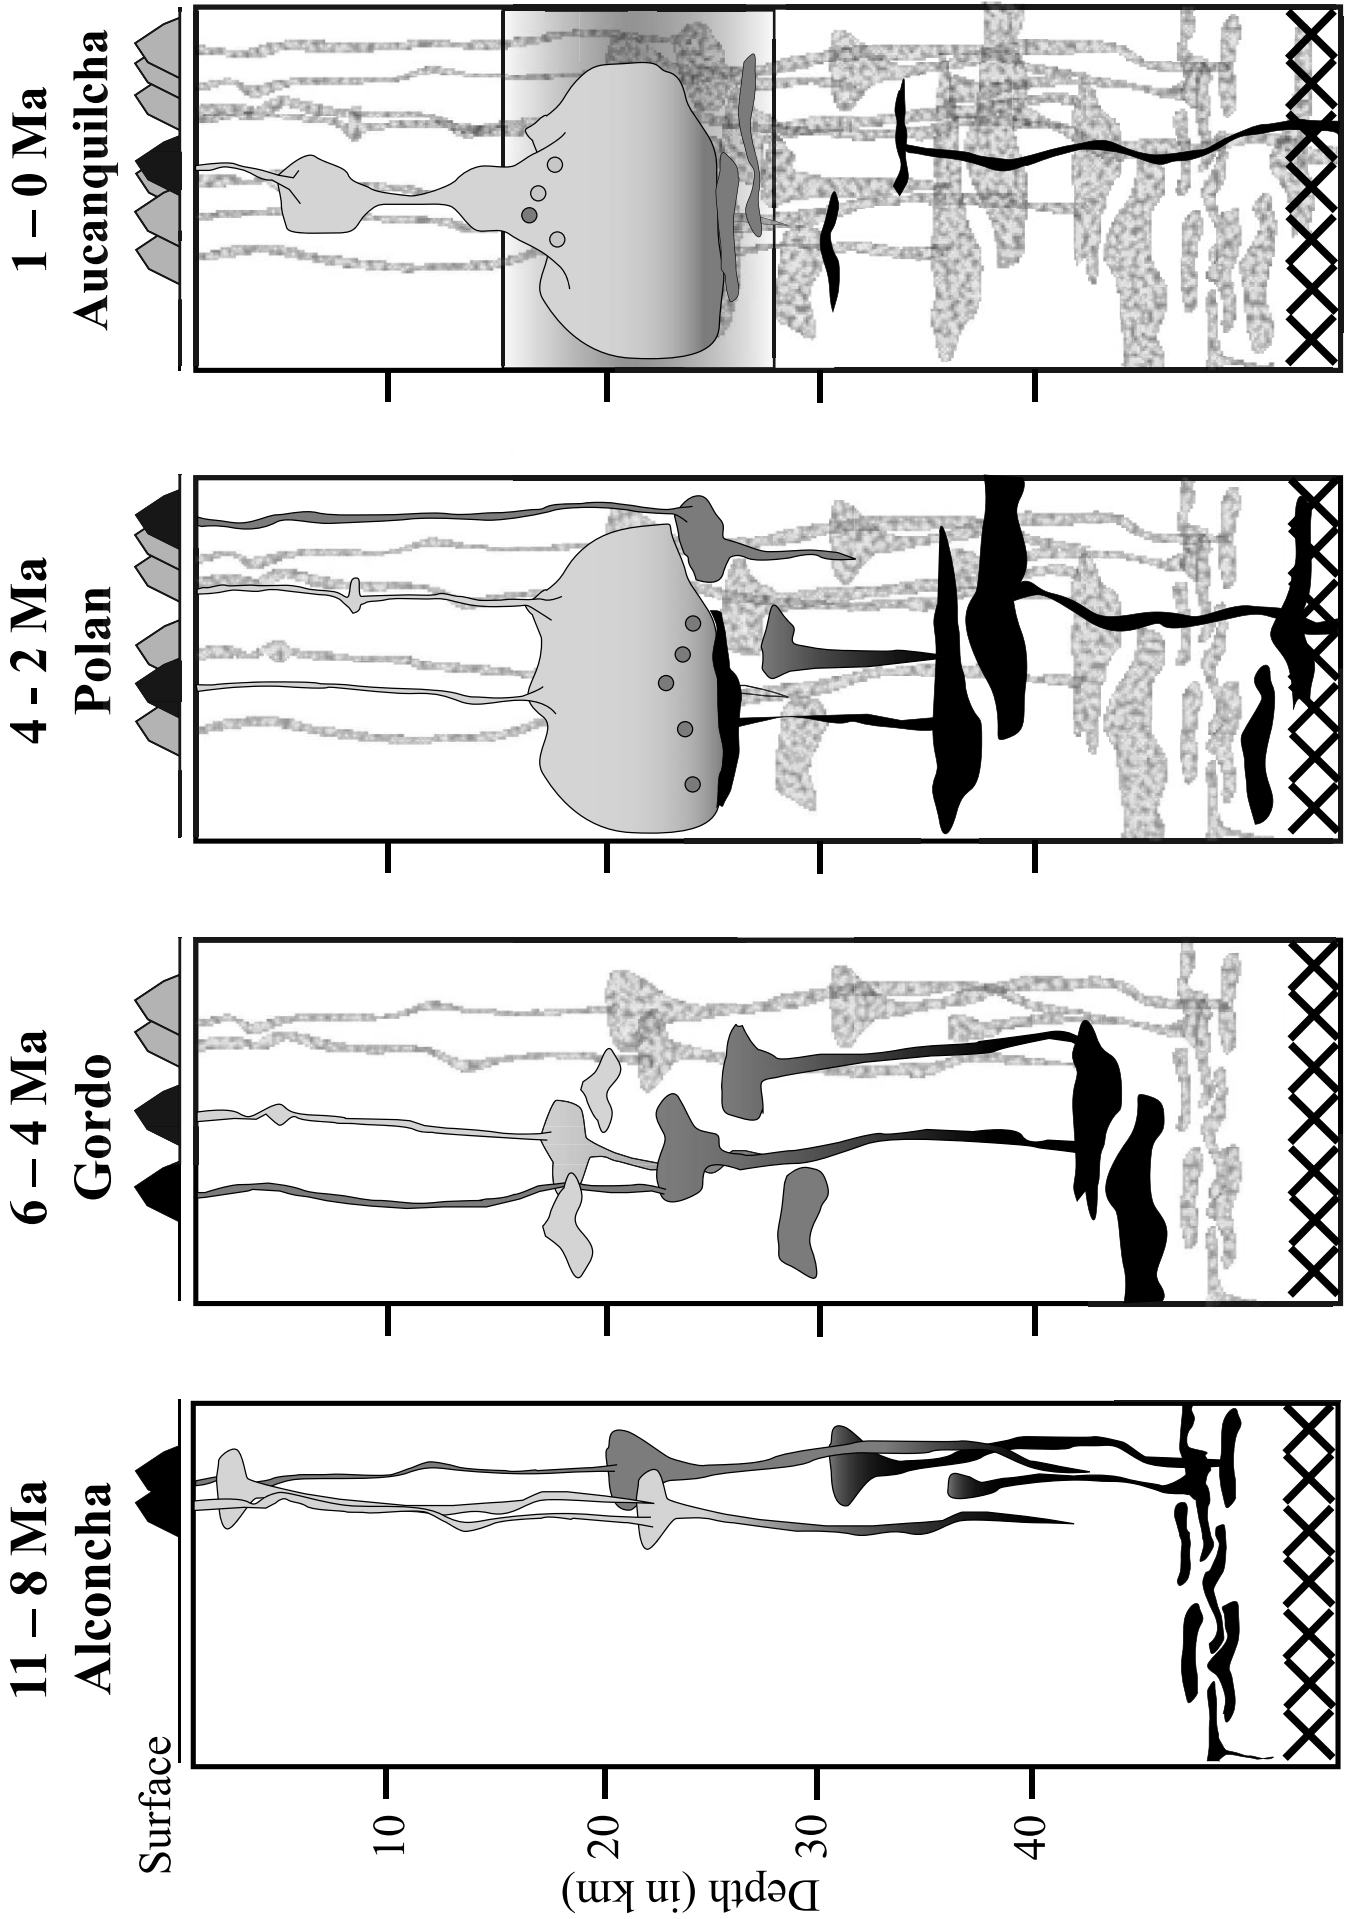 11 – 8 Ma
Alconcha
6 – 4 Ma
Gordo
4 - 2 Ma
Polan
1 – 0 Ma
Aucanquilcha
Surface
10
20
30
40
Depth (in km)